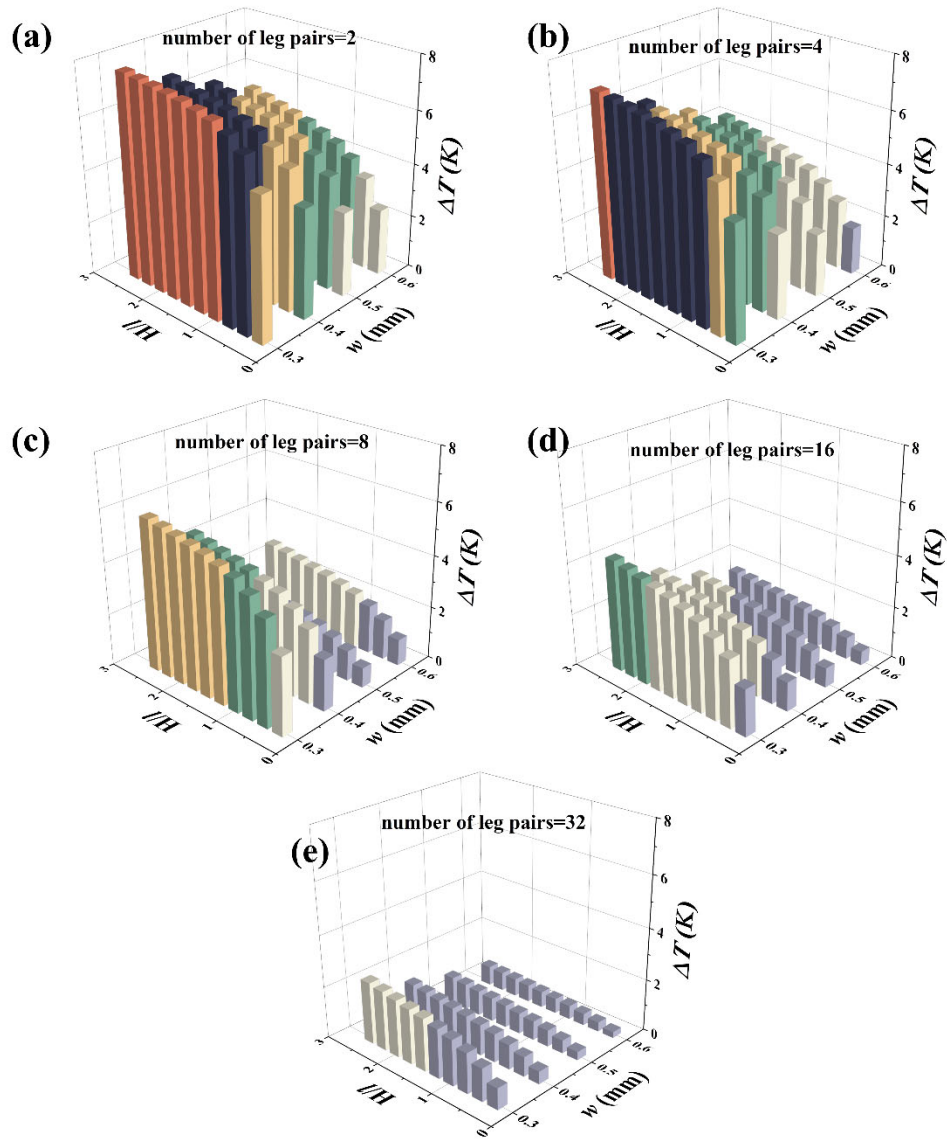 (a)
number of leg pairs=2
8
6
4
2
0
ΔT (K)
3
2
1
0
l/H
0.3
0.4
0.5
0.6
w (mm)
(b)
number of leg pairs=4
8
6
4
2
0
ΔT (K)
3
2
1
0
l/H
0.3
0.4
0.5
0.6
w (mm)
(c)
number of leg pairs=8
8
6
4
2
0
ΔT (K)
3
2
1
0
l/H
0.3
0.4
0.5
0.6
w (mm)
(d)
number of leg pairs=16
8
6
4
2
0
ΔT (K)
3
2
1
0
l/H
0.3
0.4
0.5
0.6
w (mm)
(e)
number of leg pairs=32
8
6
4
2
0
ΔT (K)
3
2
1
0
l/H
0.3
0.4
0.5
0.6
w (mm)